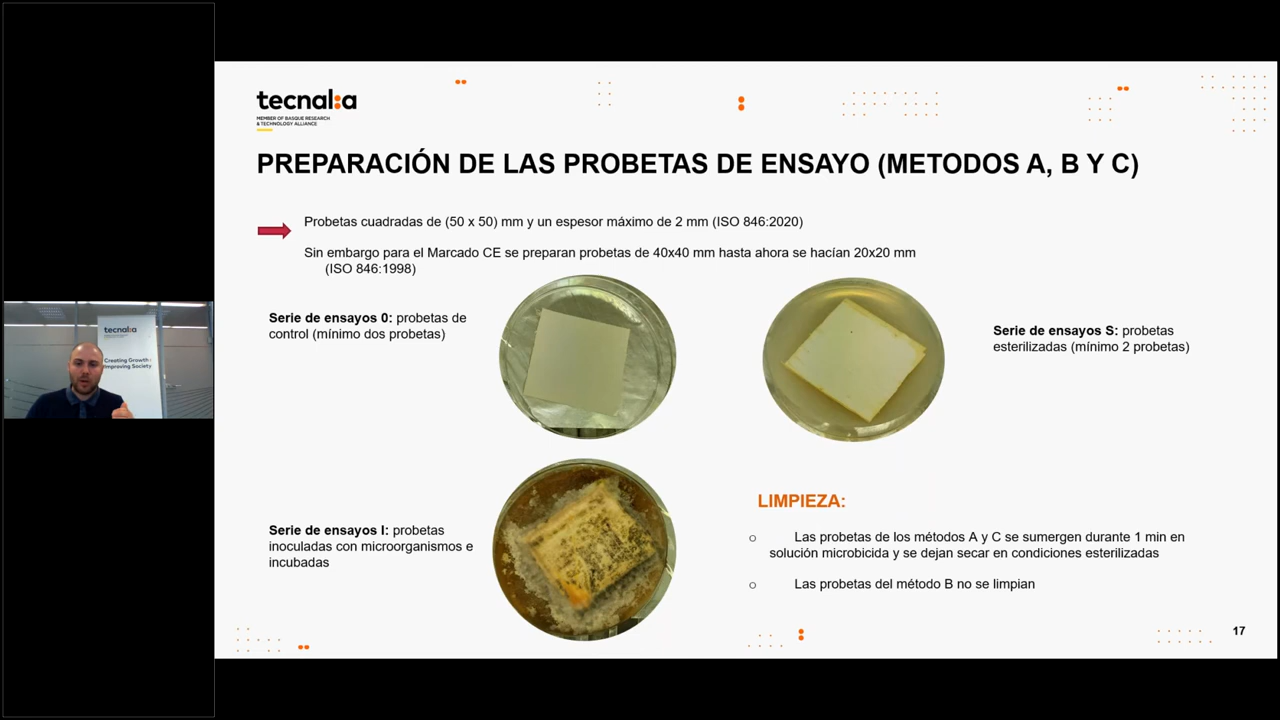 tecnal:a
MEMBER OF BASQUE RESEARCH
& TECHNOLOGY ALLIANCE
PREPARACIÓN DE LAS PROBETAS DE ENSAYO (METODOS A, B Y C)
Probetas cuadradas de (50 x 50) mm y un espesor máximo de 2 mm (ISO 846:2020)
Sin embargo para el Marcado CE se preparan probetas de 40x40 mm hasta ahora se hacían 20x20 mm
(ISO 846:1998)
Serie de ensayos 0: probetas de
control (mínimo dos probetas)
Serie de ensayos S: probetas
esterilizadas (mínimo 2 probetas)
tecnal:a
Creating Growth
Improving Society
Serie de ensayos I: probetas
inoculadas con microorganismos e
incubadas
LIMPIEZA:
o Las probetas de los métodos A y C se sumergen durante 1 min en
solución microbicida y se dejan secar en condiciones esterilizadas
o Las probetas del método B no se limpian
17